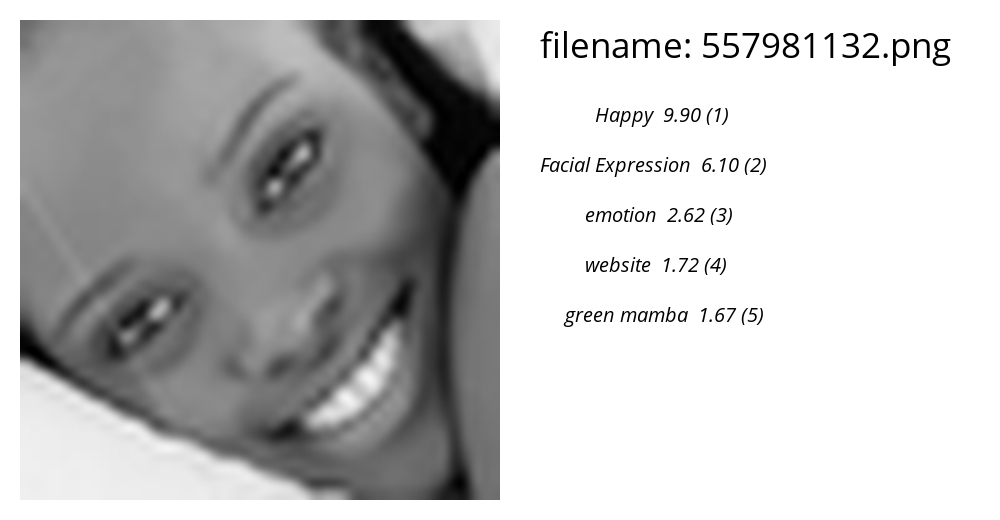 filename: 557981132.png
Happy 9.90 (1)
Facial Expression 6.10 (2)
emotion 2.62 (3)
website 1.72 (4)
green mamba 1.67 (5)